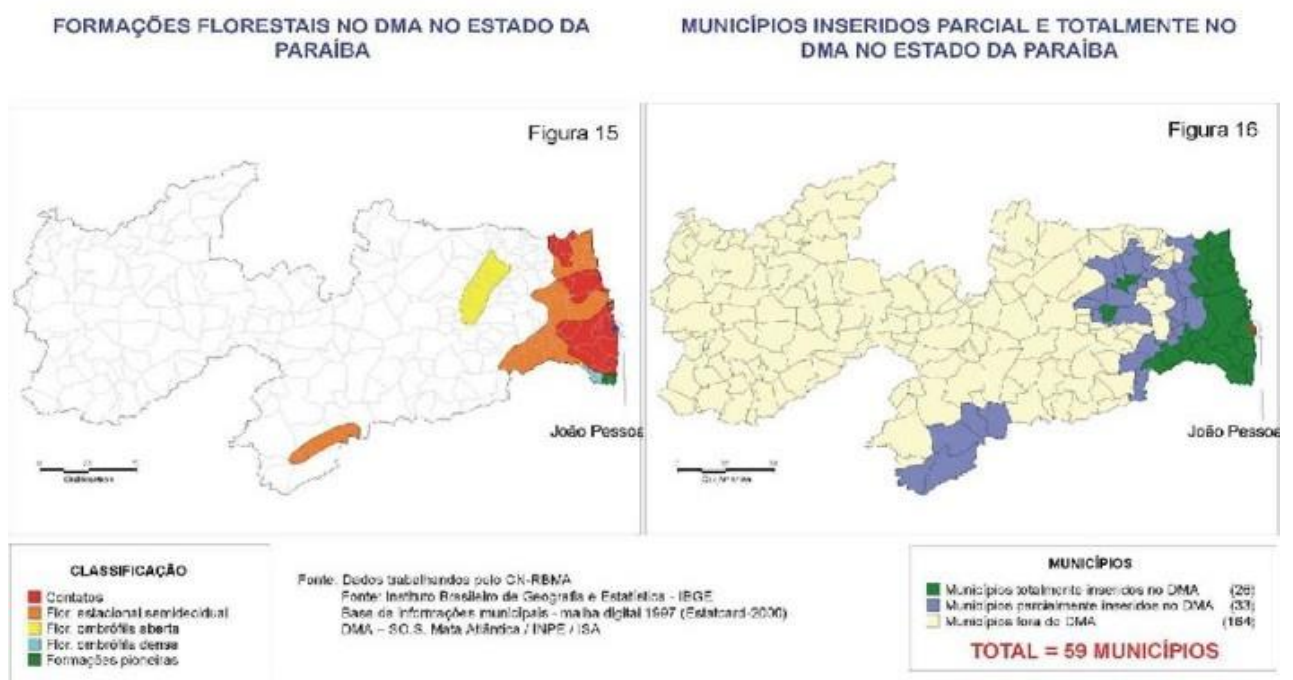 FORMAÇÕES FLORESTAIS NO DMA NO ESTADO DA
PARAÍBA
MUNICÍPIOS INSERIDOS PARCIAL E TOTALMENTE NO
DMA NO ESTADO DA PARAÍBA
Figura 15
Figura 16
João Pessoa
João Pessoa
CLASSIFICAÇÃO
Contatos
Flor. estacional semidecidual
Flor. ombrófila aberta
Flor. ombrófila densa
Formações pioneiras
Fonte: Dados trabalhandos pelo CN-RBMA
Fonte: Instituto Brasileiro de Geografia e Estatística - IBGE
Base de informações municipais - malha digital 1997 (Estatcard-2000)
DMA – S.O.S. Mata Atlântica / INPE / ISA
MUNICÍPIOS
Municípios totalmente inseridos no DMA (26)
Municípios parcialmente inseridos no DMA (33)
Municípios fora do DMA (164)
TOTAL = 59 MUNICÍPIOS